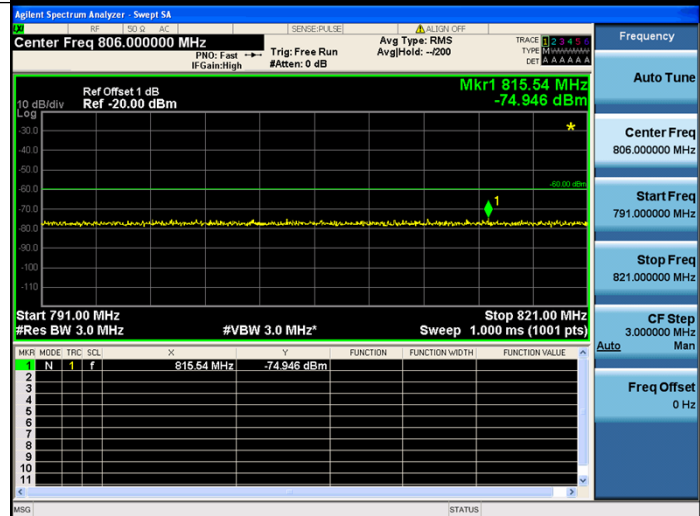 Agilent Spectrum Analyzer - Swept SA
RF 50 Ω AC SENSE:PULSE ALIGN OFF
Center Freq 806.000000 MHz
PNO: Fast
IFGain:High
Trig: Free Run
#Atten: 0 dB
Avg Type: RMS
Avg|Hold: --/200
TRACE 1 2 3 4 5 6
TYPE MWWWWW
DET A A A A A A
Ref Offset 1 dB
10 dB/div Ref -20.00 dBm
Log
Mkr1 815.54 MHz
-74.946 dBm
-30.0
-40.0
-50.0
-60.0
-60.00 dBm
-70.0
1
-80.0
-90.0
-100
-110
Start 791.00 MHz Stop 821.00 MHz
#Res BW 3.0 MHz #VBW 3.0 MHz* Sweep 1.000 ms (1001 pts)
MKR MODE TRC SCL X Y FUNCTION FUNCTION WIDTH FUNCTION VALUE
1 N 1 f 815.54 MHz -74.946 dBm
2
3
4
5
6
7
8
9
10
11
MSG STATUS
Frequency
Auto Tune
Center Freq
806.000000 MHz
Start Freq
791.000000 MHz
Stop Freq
821.000000 MHz
CF Step
3.000000 MHz
Auto Man
Freq Offset
0 Hz